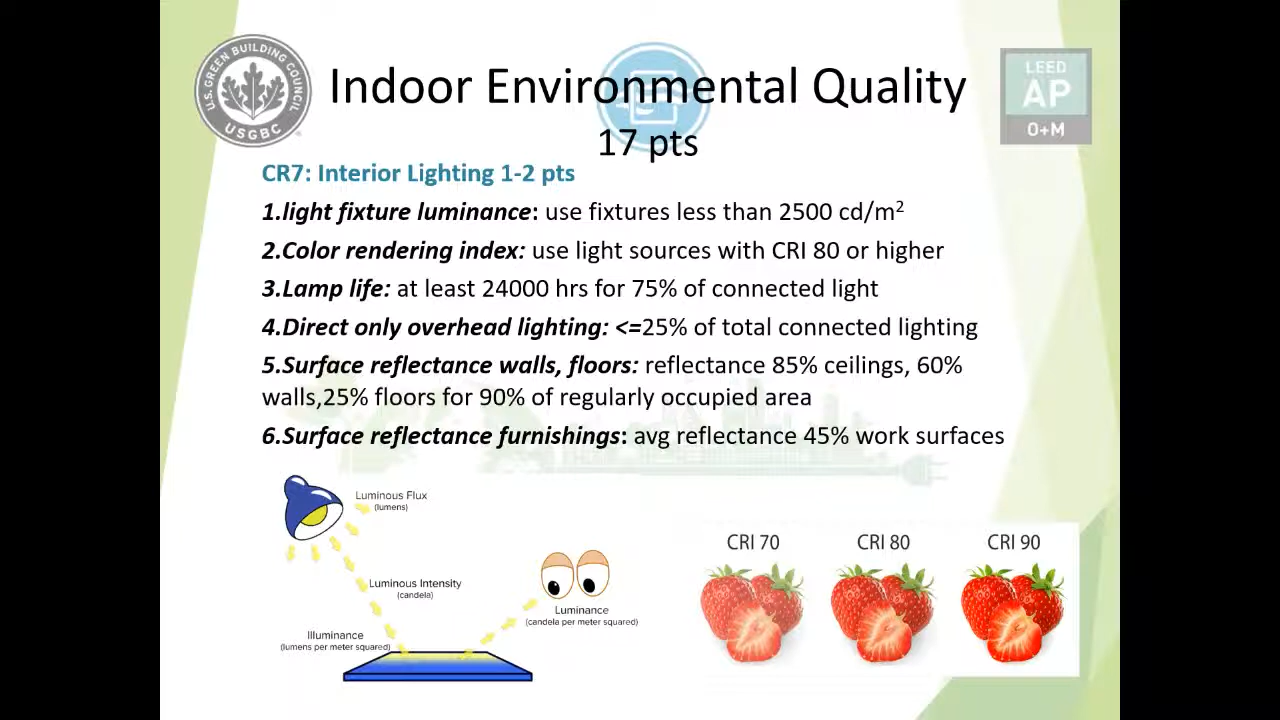 U.S. GREEN BUILDING COUNCIL
USGBC
Indoor Environmental Quality
17 pts
LEED
AP
O+M
CR7: Interior Lighting 1-2 pts
1.light fixture luminance: use fixtures less than 2500 cd/m²
2.Color rendering index: use light sources with CRI 80 or higher
3.Lamp life: at least 24000 hrs for 75% of connected light
4.Direct only overhead lighting: <=25% of total connected lighting
5.Surface reflectance walls, floors: reflectance 85% ceilings, 60%
walls,25% floors for 90% of regularly occupied area
6.Surface reflectance furnishings: avg reflectance 45% work surfaces
Luminous Flux
(lumens)
Luminous Intensity
(candela)
Illuminance
(lumens per meter squared)
Luminance
(candela per meter squared)
CRI 70
CRI 80
CRI 90